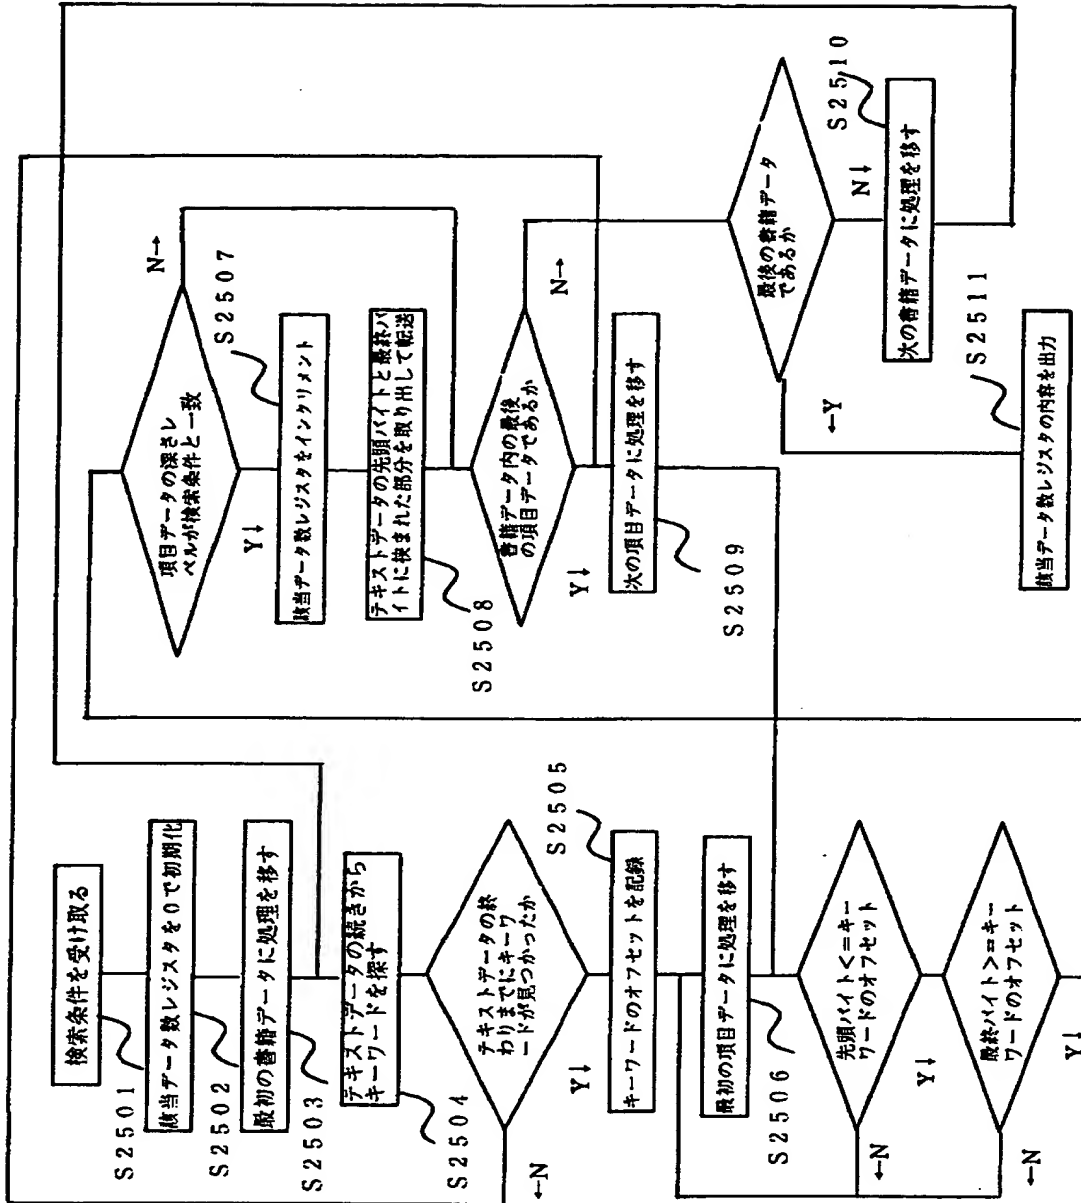 検索条件を受け取る
S2501
該当データ数レジスタを0で初期化
S2502
最初の書籍データに処理を移す
S2503
テキストデータの続きから
キーワードを探す
S2504
テキストデータの終
わりまでにキーワ
ードが見つかったか
←N
Y↓
S2505
キーワードのオフセットを記録
最初の項目データに処理を移す
S2506
先頭バイト<=キー
ワードのオフセット
←N
Y↓
最終バイト>=キー
ワードのオフセット
←N
Y↓
項目データの深さレ
ベルが検索条件と一致
N→
Y↓
S2507
該当データ数レジスタをインクリメント
テキストデータの先頭バイトと最終バ
イトに挟まれた部分を取り出して転送
S2508
書籍データ内の最後
の項目データであるか
N→
Y↓
次の項目データに処理を移す
S2509
最後の書籍データ
であるか
←Y
N↓
S2510
次の書籍データに処理を移す
S2511
該当データ数レジスタの内容を出力